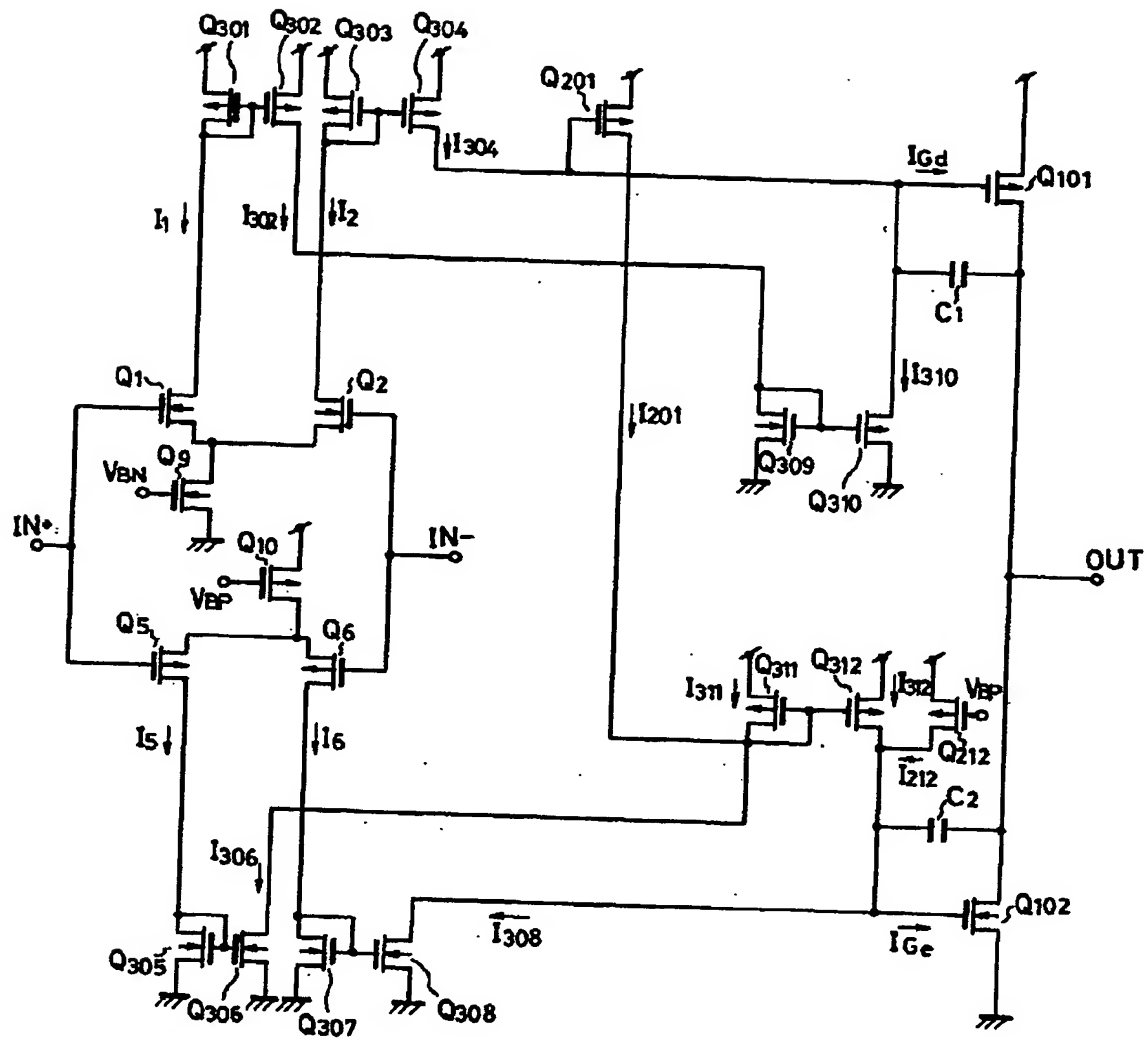 Q301
Q302
Q303
Q304
Q201
I304
IGd
Q101
I1
I302
I2
C1
Q1
Q2
I310
I201
Q309
Q310
VBN
Q9
IN+
Q10
IN-
OUT
VBP
Q5
Q6
Q311
Q312
I311
I312
VBP
I5
I6
Q212
I212
C2
I306
I308
IGe
Q102
Q305
Q306
Q307
Q308